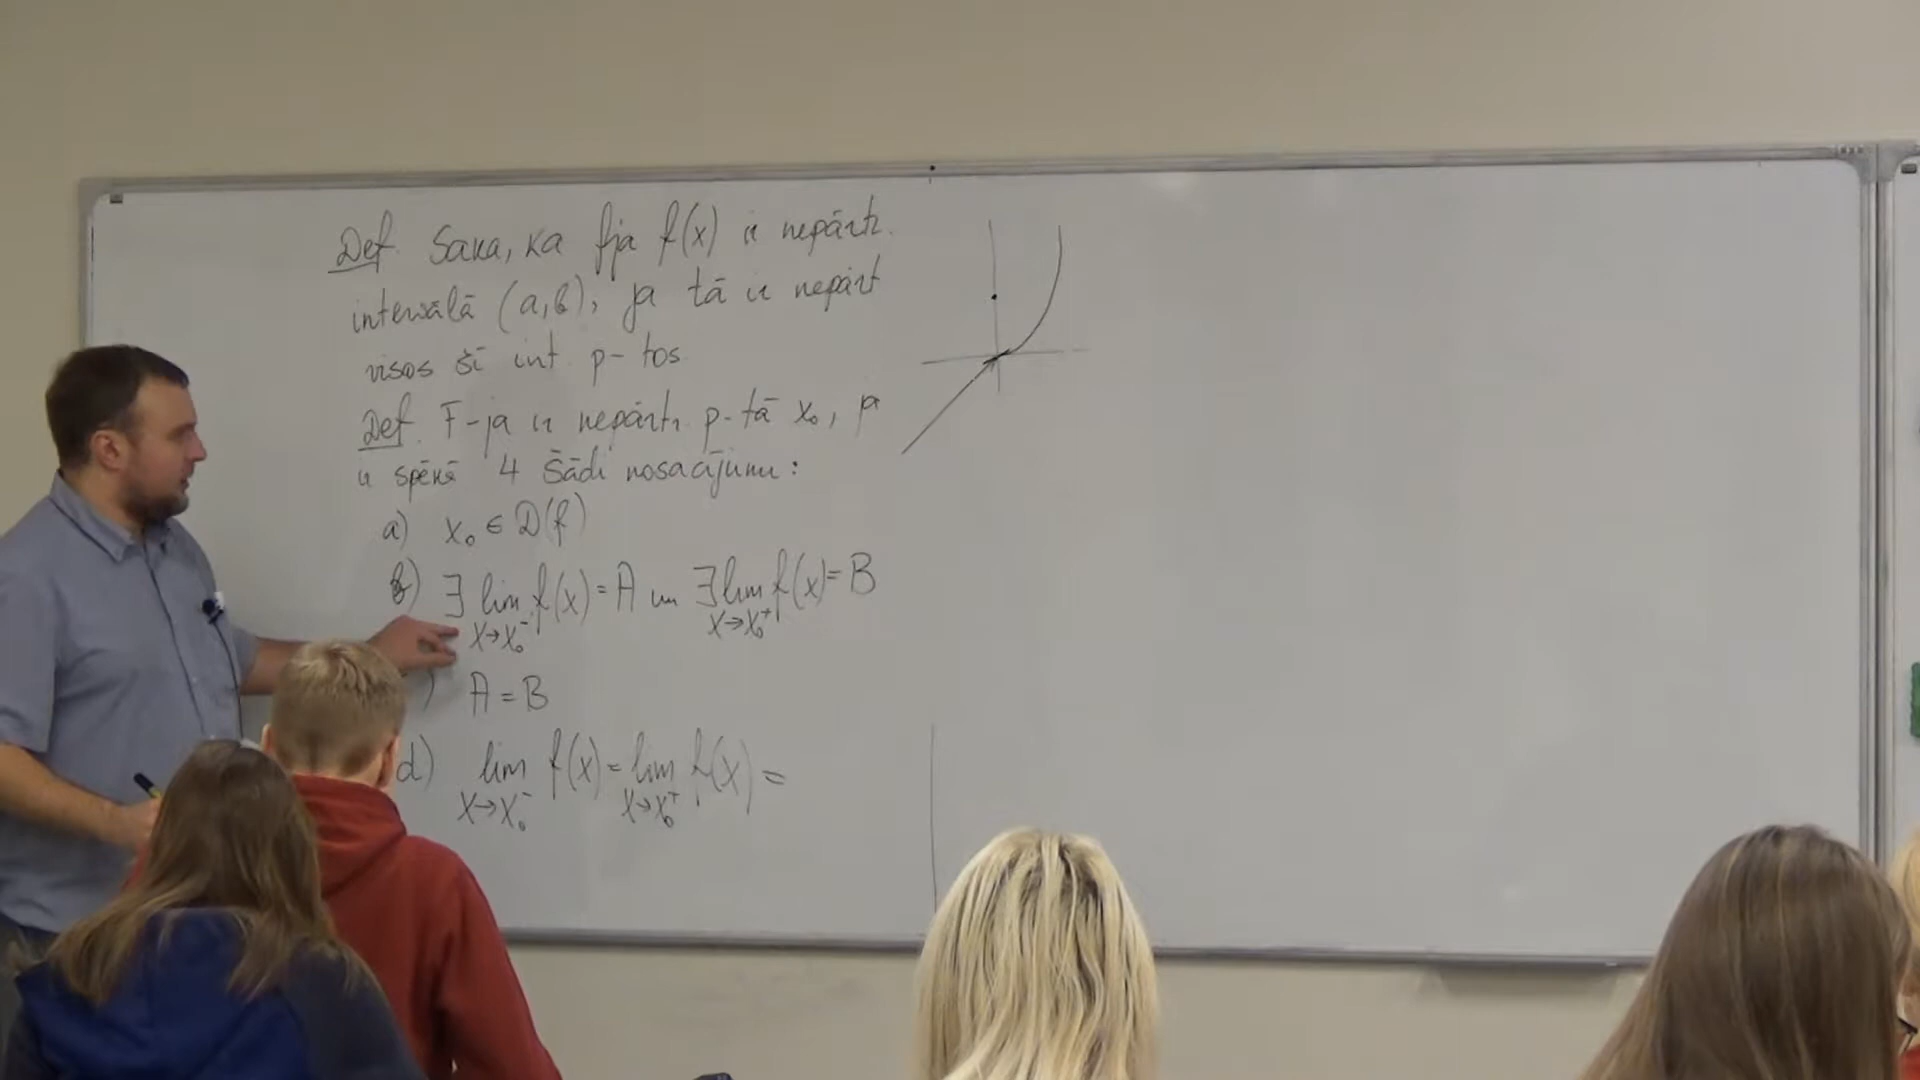 Def. Saka, ka fja f(x) ir nepārtr.
intervālā (a,b), ja tā ir nepārt
visos šī int. p-tos
Def. F-ja ir nepārtr. p-tā x₀, ja
ir spēkā 4 šādi nosacījumi:
a) x₀ ∈ D(f)
b) ∃ lim f(x) = A un ∃ lim f(x) = B
x→x₀⁻ x→x₀⁺
) A = B
d) lim f(x) = lim f(x) =
x→x₀⁻ x→x₀⁺